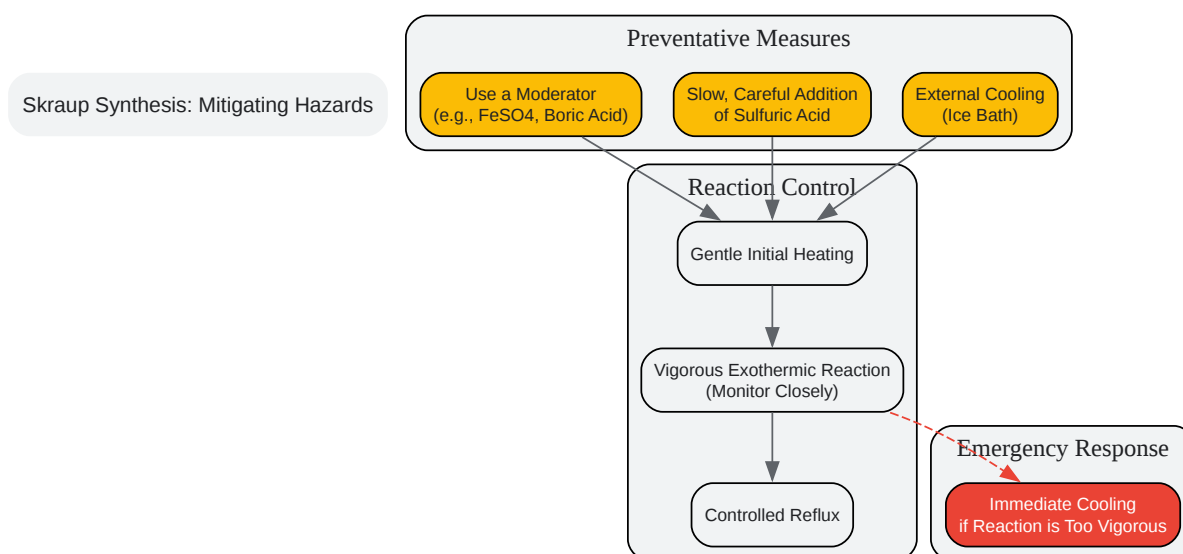 Skraup Synthesis: Mitigating Hazards
Preventative Measures
Use a Moderator
(e.g., FeSO4, Boric Acid)
Slow, Careful Addition
of Sulfuric Acid
External Cooling
(Ice Bath)
Reaction Control
Gentle Initial Heating
Vigorous Exothermic Reaction
(Monitor Closely)
Controlled Reflux
Emergency Response
Immediate Cooling
if Reaction is Too Vigorous